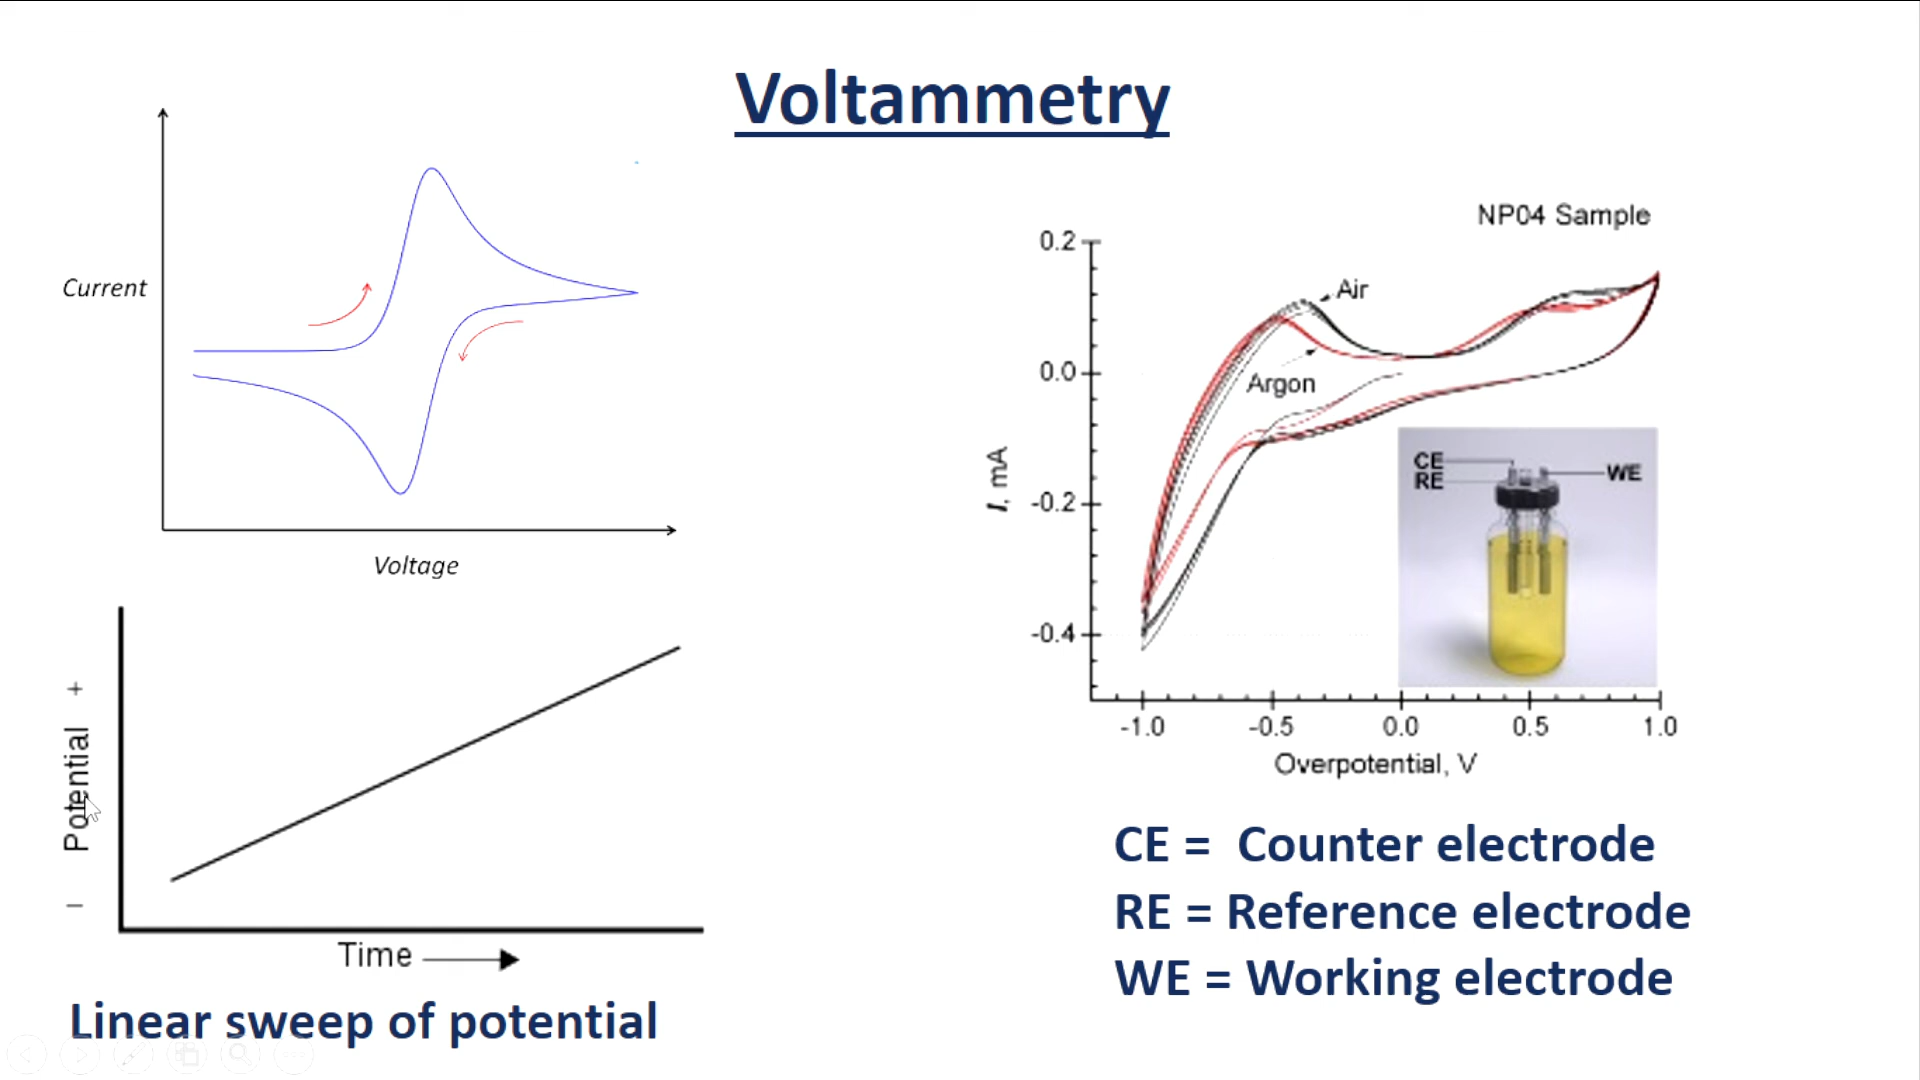 Voltammetry
Current
Voltage
+
Potential
–
Time
Linear sweep of potential
NP04 Sample
0.2
0.0
-0.2
-0.4
I, mA
Air
Argon
CE
RE
WE
-1.0 -0.5 0.0 0.5 1.0
Overpotential, V
CE = Counter electrode
RE = Reference electrode
WE = Working electrode